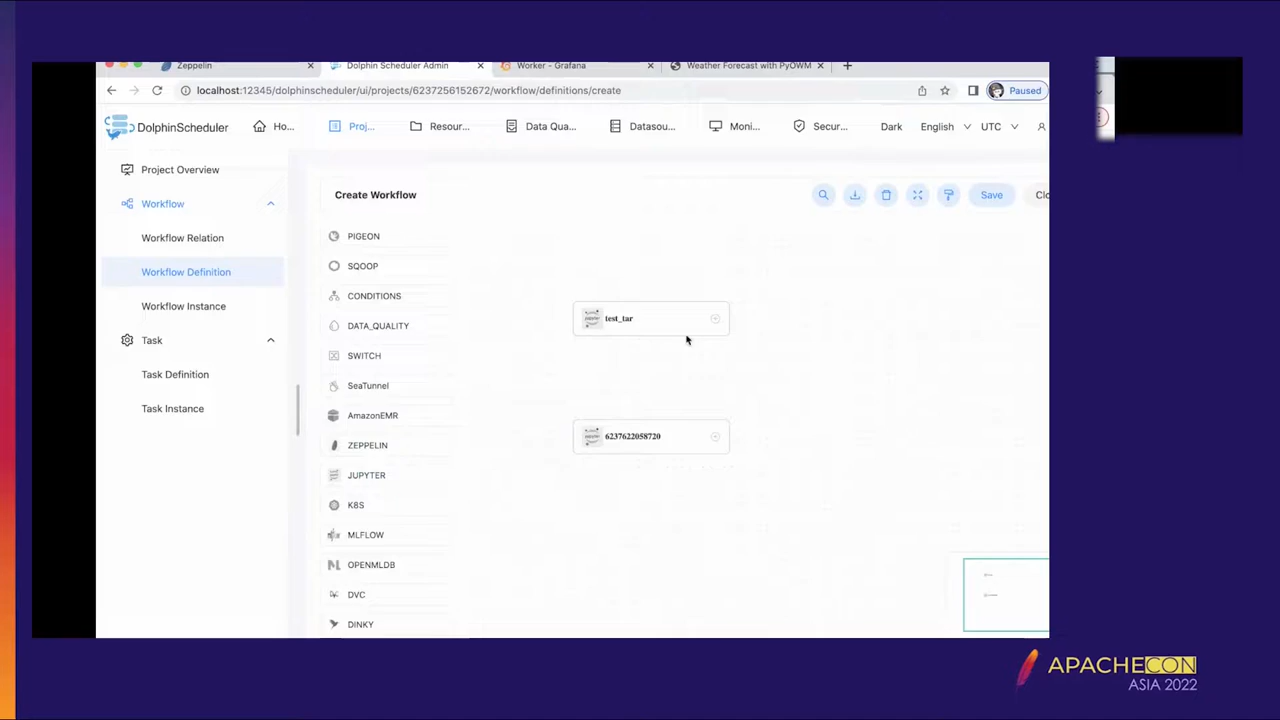 Zeppelin
Dolphin Scheduler Admin
Worker - Grafana
Weather Forecast with PyOWM
localhost:12345/dolphinscheduler/ui/projects/6237256152672/workflow/definitions/create
Paused
DolphinScheduler
Ho...
Proj...
Resour...
Data Qua...
Datasou...
Moni...
Secur...
Dark
English
UTC
Project Overview
Workflow
Workflow Relation
Workflow Definition
Workflow Instance
Task
Task Definition
Task Instance
Create Workflow
Save
Clo
PIGEON
SQOOP
CONDITIONS
DATA_QUALITY
SWITCH
SeaTunnel
AmazonEMR
ZEPPELIN
JUPYTER
K8S
MLFLOW
OPENMLDB
DVC
DINKY
test_tar
6237622058720
APACHECON
ASIA 2022